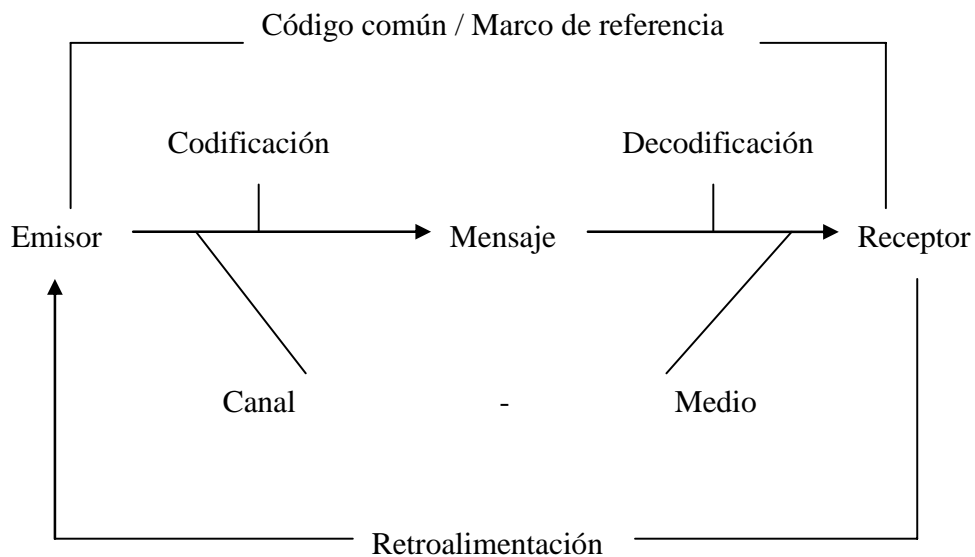 Código común / Marco de referencia
Codificación
Decodificación
Emisor
Mensaje
Receptor
Canal - Medio
Retroalimentación